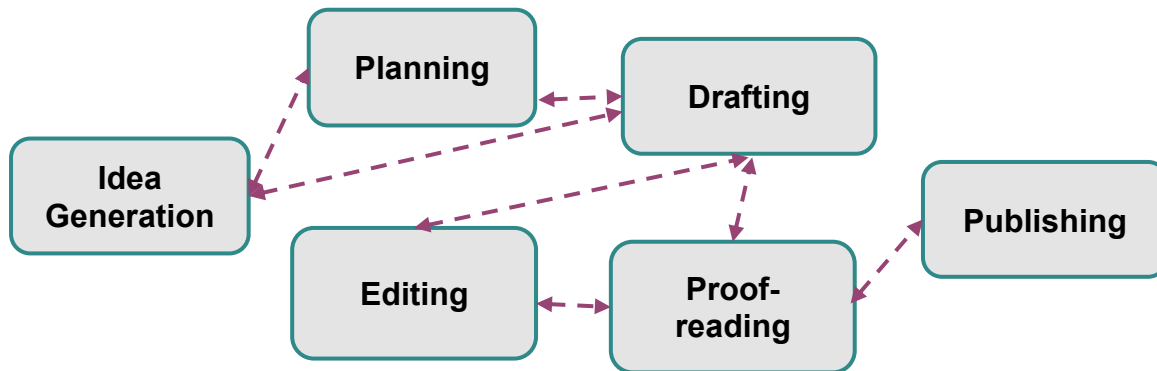 Planning
Drafting
Idea
Generation
Publishing
Editing
Proof-
reading